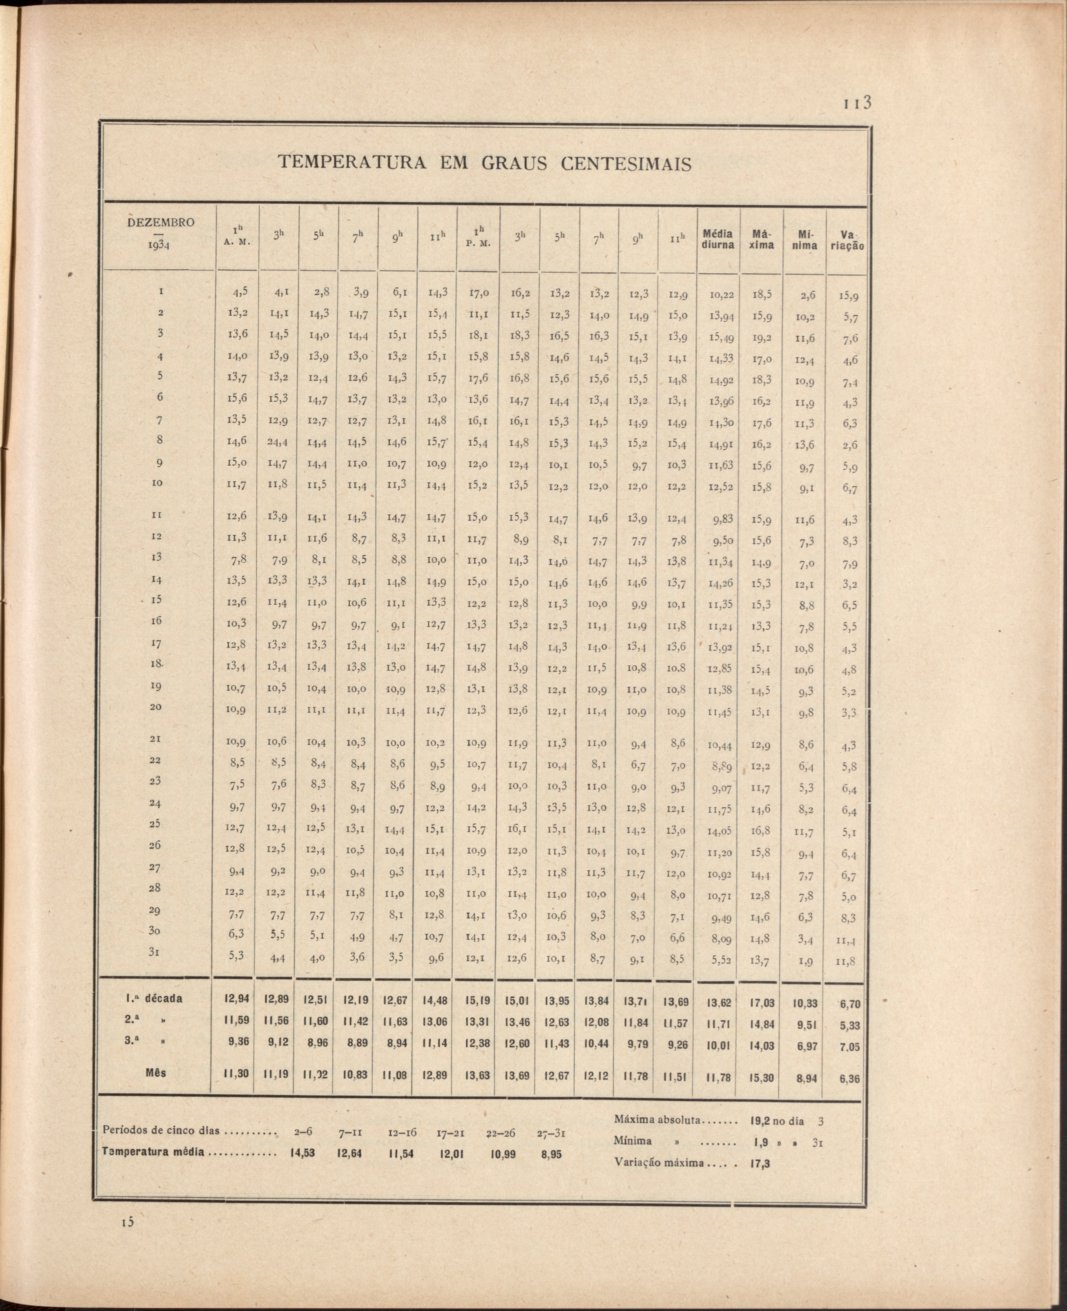 113
TEMPERATURA EM GRAUS CENTESIMAIS
DEZEMBRO 1934 1h A. M. 3h 5h 7h 9h 11h 1h P. M. 3h 5h 7h 9h 11h Média diurna Má-xima Mí-nima Va riação
1 4,5 4,1 2,8 3,9 6,1 14,3 17,0 16,2 13,2 13,2 12,3 12,9 10,22 18,5 2,6 15,9
2 13,2 14,1 14,3 14,7 15,1 15,4 11,1 11,5 12,3 14,0 14,9 15,0 13,94 15,9 10,2 5,7
3 13,6 14,5 14,0 14,4 15,1 15,5 18,1 18,3 16,5 16,3 15,1 13,9 15,49 19,2 11,6 7,6
4 14,0 13,9 13,9 13,0 13,2 15,1 15,8 15,8 14,6 14,5 14,3 14,1 14,33 17,0 12,4 4,6
5 13,7 13,2 12,4 12,6 14,3 15,7 17,6 16,8 15,6 15,6 15,5 14,8 14,92 18,3 10,9 7,4
6 15,6 15,3 14,7 13,7 13,2 13,0 13,6 14,7 14,4 13,4 13,2 13,4 13,96 16,2 11,9 4,3
7 13,5 12,9 12,7 12,7 13,1 14,8 16,1 16,1 15,3 14,5 14,9 14,9 14,30 17,6 11,3 6,3
8 14,6 24,4 14,4 14,5 14,6 15,7 15,4 14,8 15,3 14,3 15,2 15,4 14,91 16,2 13,6 2,6
9 15,0 14,7 14,4 11,0 10,7 10,9 12,0 12,4 10,1 10,5 9,7 10,3 11,63 15,6 9,7 5,9
10 11,7 11,8 11,5 11,4 11,3 14,4 15,2 13,5 12,2 12,0 12,0 12,2 12,52 15,8 9,1 6,7
11 12,6 13,9 14,1 14,3 14,7 14,7 15,0 15,3 14,7 14,6 13,9 12,4 9,83 15,9 11,6 4,3
12 11,3 11,1 11,6 8,7 8,3 11,1 11,7 8,9 8,1 7,7 7,7 7,8 9,50 15,6 7,3 8,3
13 7,8 7,9 8,1 8,5 8,8 10,0 11,0 14,3 14,6 14,7 14,3 13,8 11,34 14,9 7,0 7,9
14 13,5 13,3 13,3 14,1 14,8 14,9 15,0 15,0 14,6 14,6 14,6 13,7 14,26 15,3 12,1 3,2
15 12,6 11,4 11,0 10,6 11,1 13,3 12,2 12,8 11,3 10,0 9,9 10,1 11,35 15,3 8,8 6,5
16 10,3 9,7 9,7 9,7 9,1 12,7 13,3 13,2 12,3 11,4 11,9 11,8 11,24 13,3 7,8 5,5
17 12,8 13,2 13,3 13,4 14,2 14,7 14,7 14,8 14,3 14,0 13,4 13,6 13,92 15,1 10,8 4,3
18 13,4 13,4 13,4 13,8 13,0 14,7 14,8 13,9 12,2 11,5 10,8 10.8 12,85 15,4 10,6 4,8
19 10,7 10,5 10,4 10,0 10,9 12,8 13,1 13,8 12,1 10,9 11,0 10,8 11,38 14,5 9,3 5,2
20 10,9 11,2 11,1 11,1 11,4 11,7 12,3 12,6 12,1 11,4 10,9 10,9 11,45 13,1 9,8 3,3
21 10,9 10,6 10,4 10,3 10,0 10,2 10,9 11,9 11,3 11,0 9,4 8,6 10,44 12,9 8,6 4,3
22 8,5 8,5 8,4 8,4 8,6 9,5 10,7 11,7 10,4 8,1 6,7 7,0 8,89 12,2 6,4 5,8
23 7,5 7,6 8,3 8,7 8,6 8,9 9,4 10,0 10,3 11,0 9,0 9,3 9,07 11,7 5,3 6,4
24 9,7 9,7 9,4 9,4 9,7 12,2 14,2 14,3 13,5 13,0 12,8 12,1 11,75 14,6 8,2 6,4
25 12,7 12,4 12,5 13,1 14,4 15,1 15,7 16,1 15,1 14,1 14,2 13,0 14,05 16,8 11,7 5,1
26 12,8 12,5 12,4 10,5 10,4 11,4 10,9 12,0 11,3 10,4 10,1 9,7 11,20 15,8 9,4 6,4
27 9,4 9,2 9,0 9,4 9,3 11,4 13,1 13,2 11,8 11,3 11,7 12,0 10,92 14,4 7,7 6,7
28 12,2 12,2 11,4 11,8 11,0 10,8 11,0 11,4 11,0 10,0 9,4 8,0 10,71 12,8 7,8 5,0
29 7,7 7,7 7,7 7,7 8,1 12,8 14,1 13,0 10,6 9,3 8,3 7,1 9,49 14,6 6,3 8,3
30 6,3 5,5 5,1 4,9 4,7 10,7 14,1 12,4 10,3 8,0 7,0 6,6 8,09 14,8 3,4 11,4
31 5,3 4,4 4,0 3,6 3,5 9,6 12,1 12,6 10,1 8,7 9,1 8,5 5,52 13,7 1,9 11,8
1.ª década 12,94 12,89 12,51 12,19 12,67 14,48 15,19 15,01 13,95 13,84 13,71 13,69 13.62 17,03 10,33 6,70
2.ª » 11,59 11,56 11,60 11,42 11,63 13,06 13,31 13,46 12,63 12,08 11,84 11,57 11,71 14,84 9,51 5,33
3.ª » 9,36 9,12 8,96 8,89 8,94 11,14 12,38 12,60 11,43 10,44 9,79 9,26 10,01 14,03 6,97 7,05
Mês 11,30 11,19 11,02 10,83 11,08 12,89 13,63 13,69 12,67 12,12 11,78 11,51 11,78 15,30 8,94 6,36
Períodos de cinco dias .......... 2–6 7–11 12–16 17–21 22–26 27–31
Temperatura média ............. 14,53 12,64 11,54 12,01 10,99 8,95
Máxima absoluta....... 19,2 no dia 3
Mínima » ....... 1,9 » » 31
Variação máxima..... 17,3
15